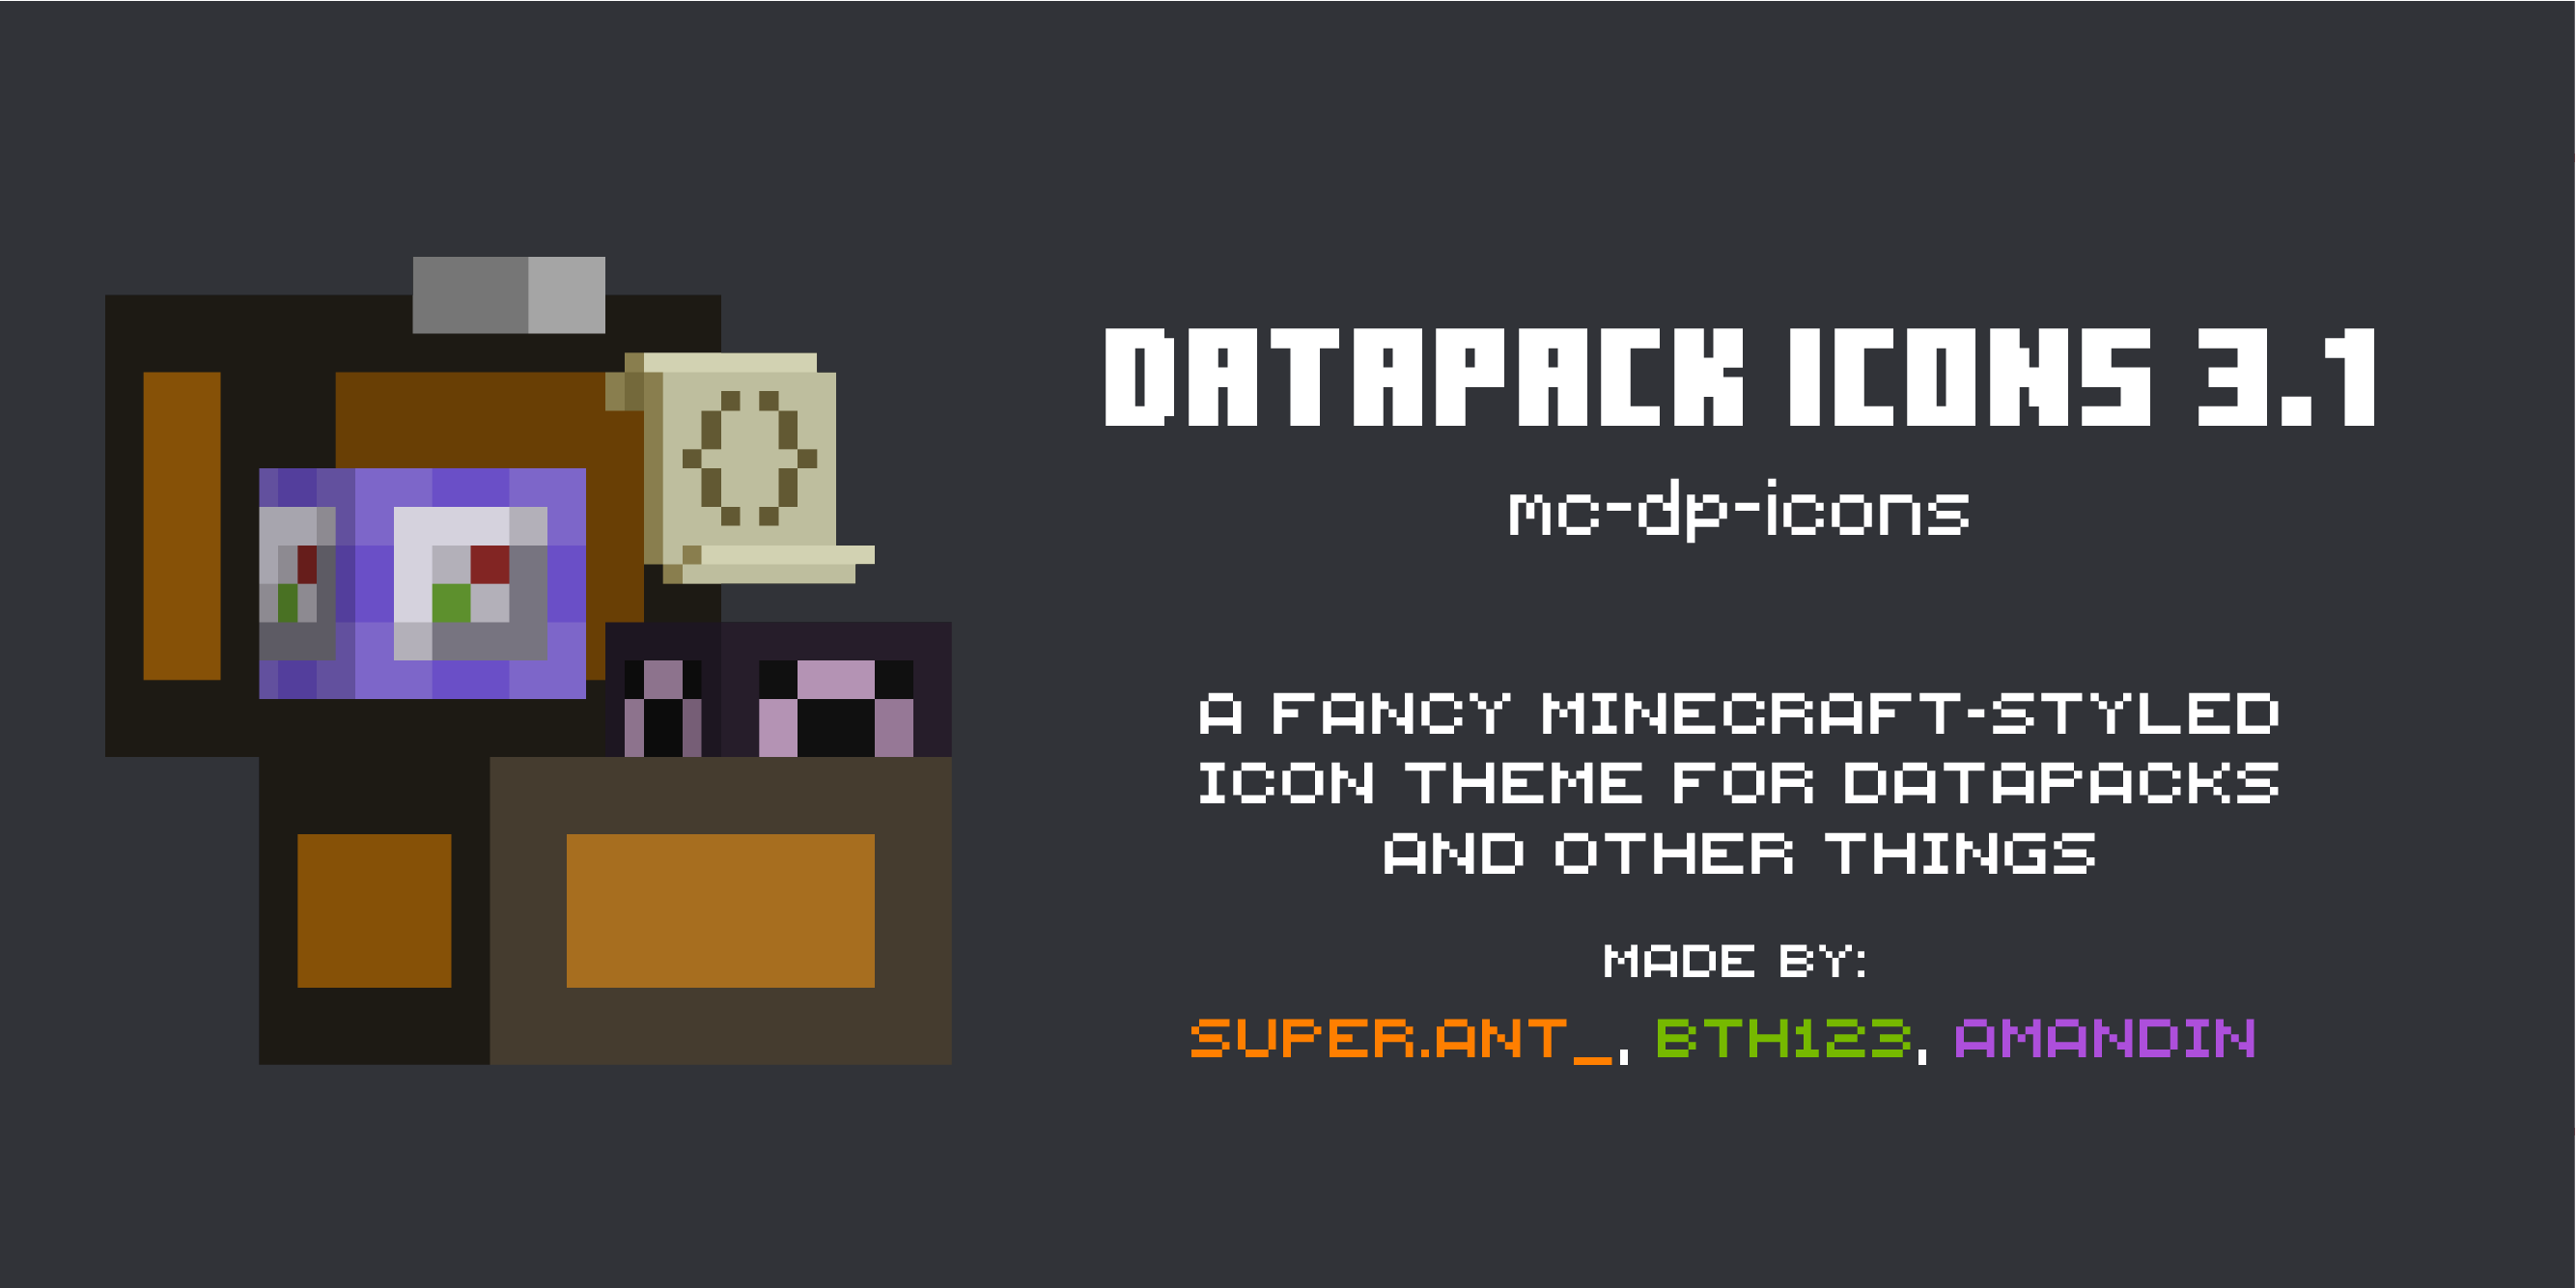 DATAPACK ICONS 3.1
mc-dp-icons
{}
A FANCY MINECRAFT-STYLED
ICON THEME FOR DATAPACKS
AND OTHER THINGS
MADE BY:
SUPER.ANT_, BTH123, AMANDIN